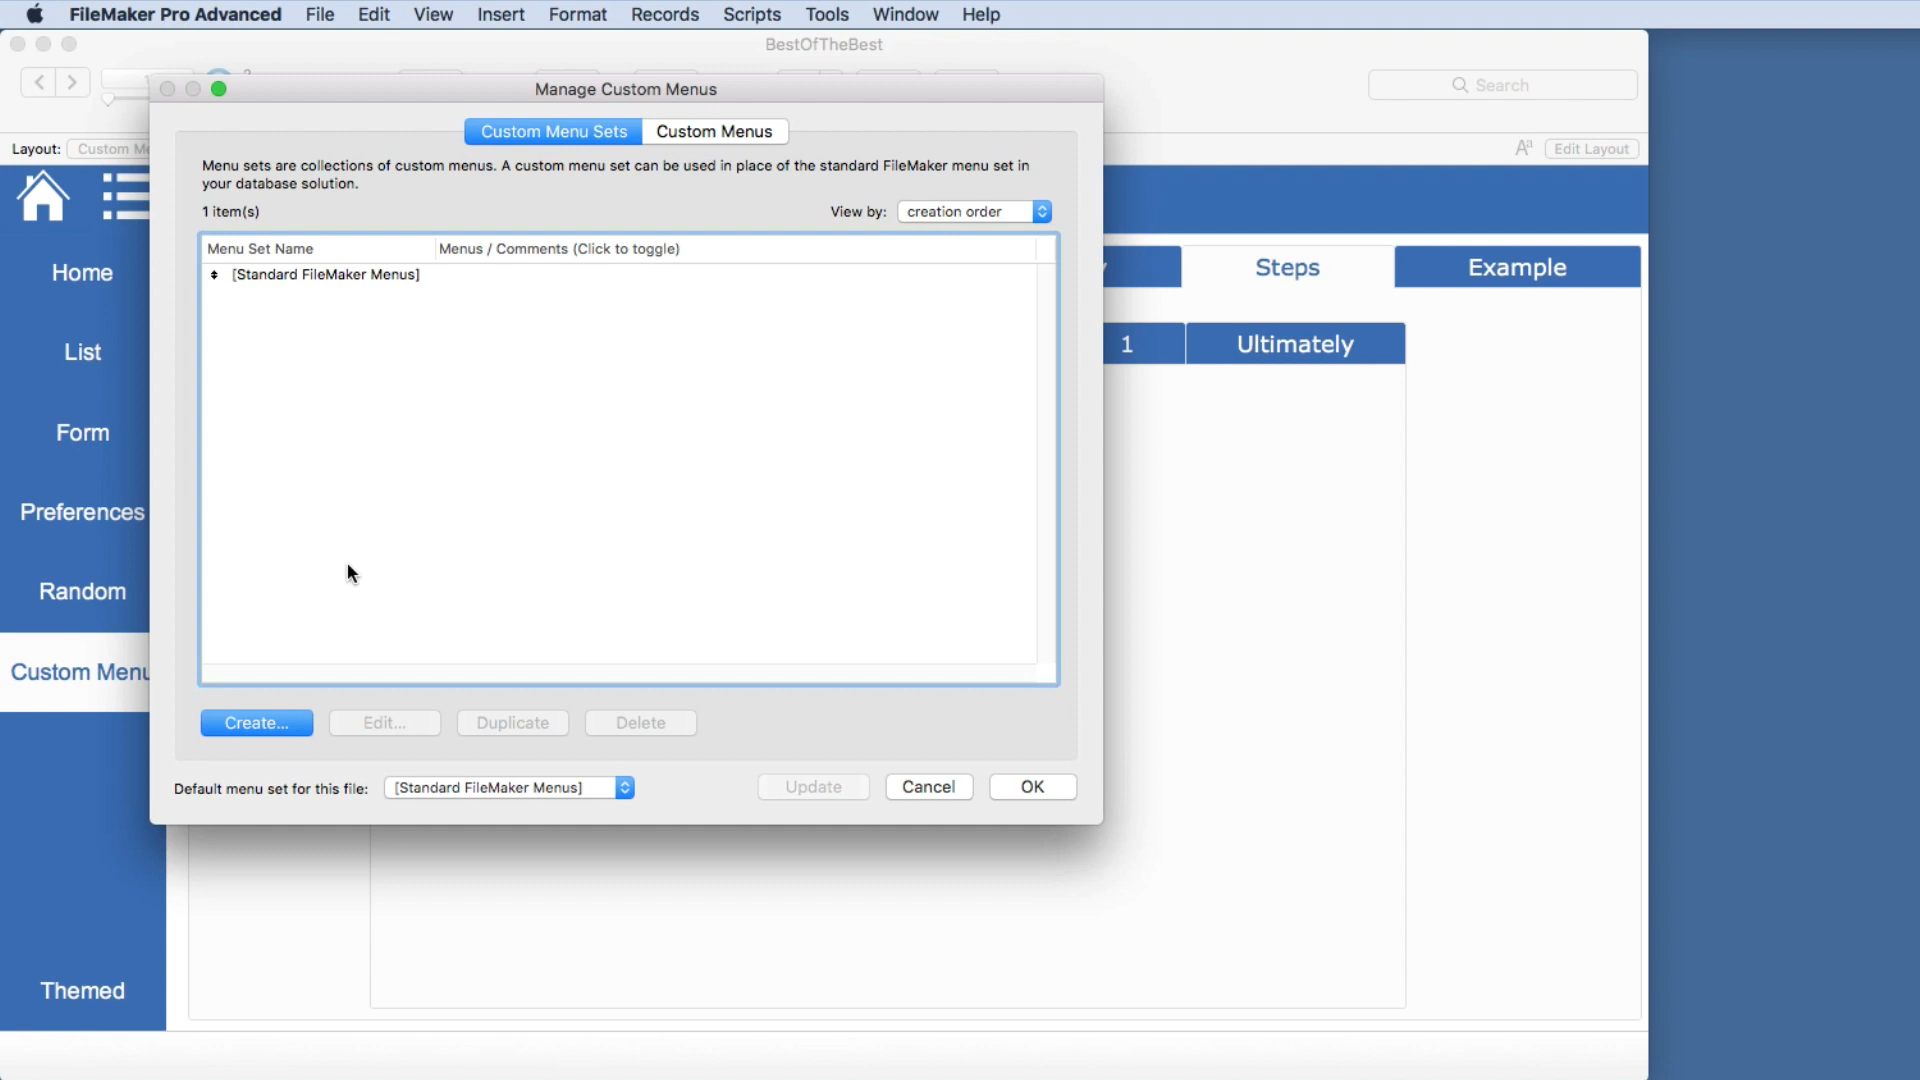 FileMaker Pro Advanced File Edit View Insert Format Records Scripts Tools Window Help
BestOfTheBest
Search
Manage Custom Menus
Custom Menu Sets Custom Menus
Layout: Custom Me
Edit Layout
Menu sets are collections of custom menus. A custom menu set can be used in place of the standard FileMaker menu set in
your database solution.
1 item(s)
View by: creation order
Menu Set Name Menus / Comments (Click to toggle)
[Standard FileMaker Menus]
Home
List
Form
Preferences
Random
Custom Menu
Themed
Steps Example
1 Ultimately
Create... Edit... Duplicate Delete
Default menu set for this file: [Standard FileMaker Menus]
Update Cancel OK